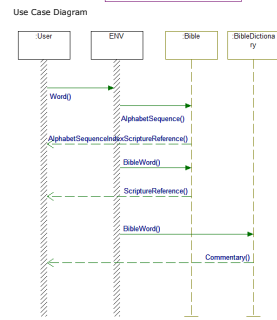 Use Case Diagram
:User
ENV
:Bible
:BibleDictiona
ry
Word()
AlphabetSequence()
AlphabetSequenceIndexScriptureReference()
BibleWord()
ScriptureReference()
BibleWord()
Commentary()